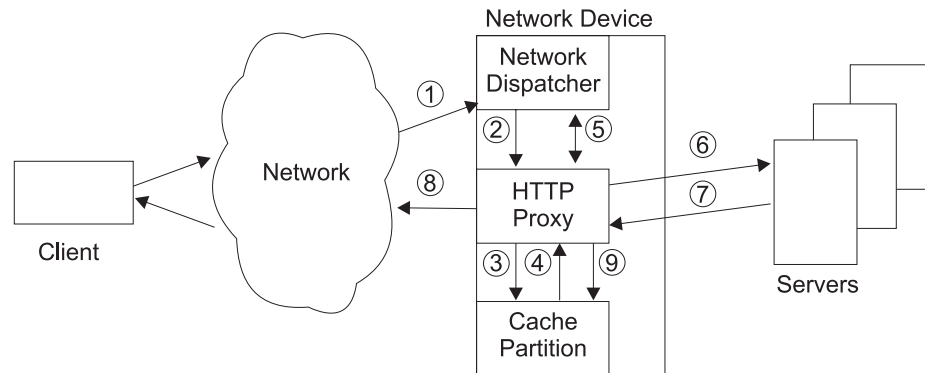 Network Device
Network
Dispatcher
①
②
⑤
⑥
Network
⑧
HTTP
Proxy
⑦
Client
③
④
⑨
Servers
Cache
Partition